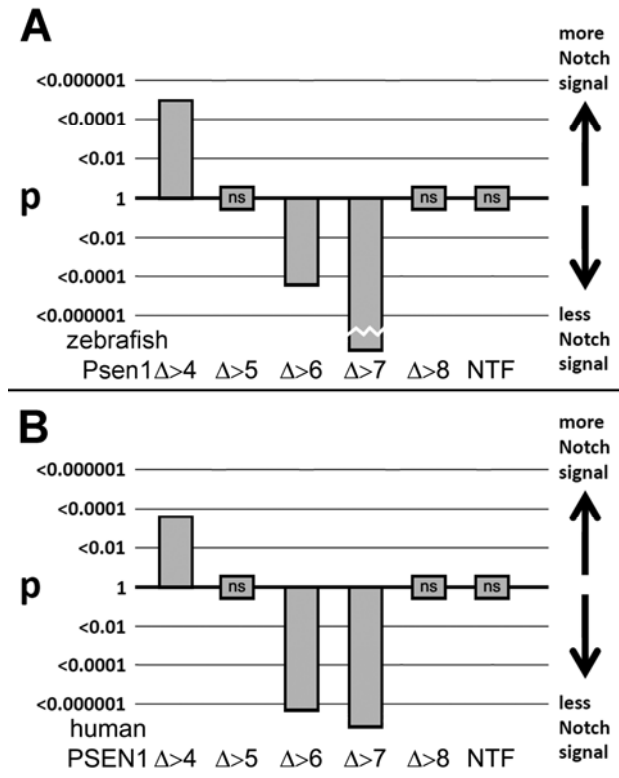 A
more
Notch
signal
<0.000001
<0.0001
<0.01
p
1
ns
ns
ns
<0.01
<0.0001
<0.000001
less
Notch
signal
zebrafish
Psen1 Δ>4 Δ>5 Δ>6 Δ>7 Δ>8 NTF
B
more
Notch
signal
<0.000001
<0.0001
<0.01
p
1
ns
ns
ns
<0.01
<0.0001
<0.000001
less
Notch
signal
human
PSEN1 Δ>4 Δ>5 Δ>6 Δ>7 Δ>8 NTF